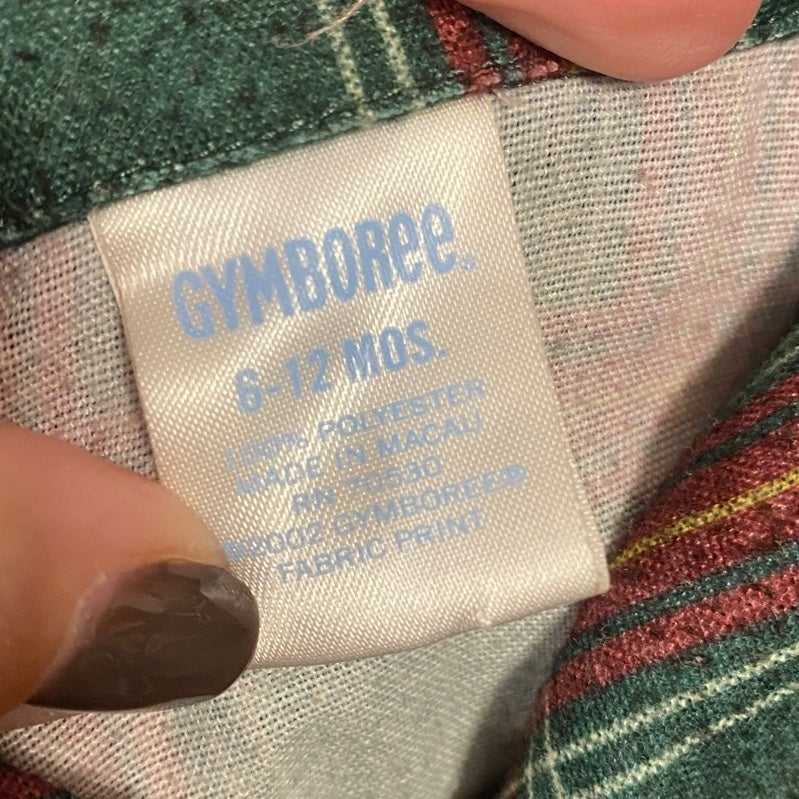 GYMBOREE®
6-12 MOS.
100% POLYESTER
MADE IN MACAU
RN 70530
©2002 GYMBOREE®
FABRIC PRINT